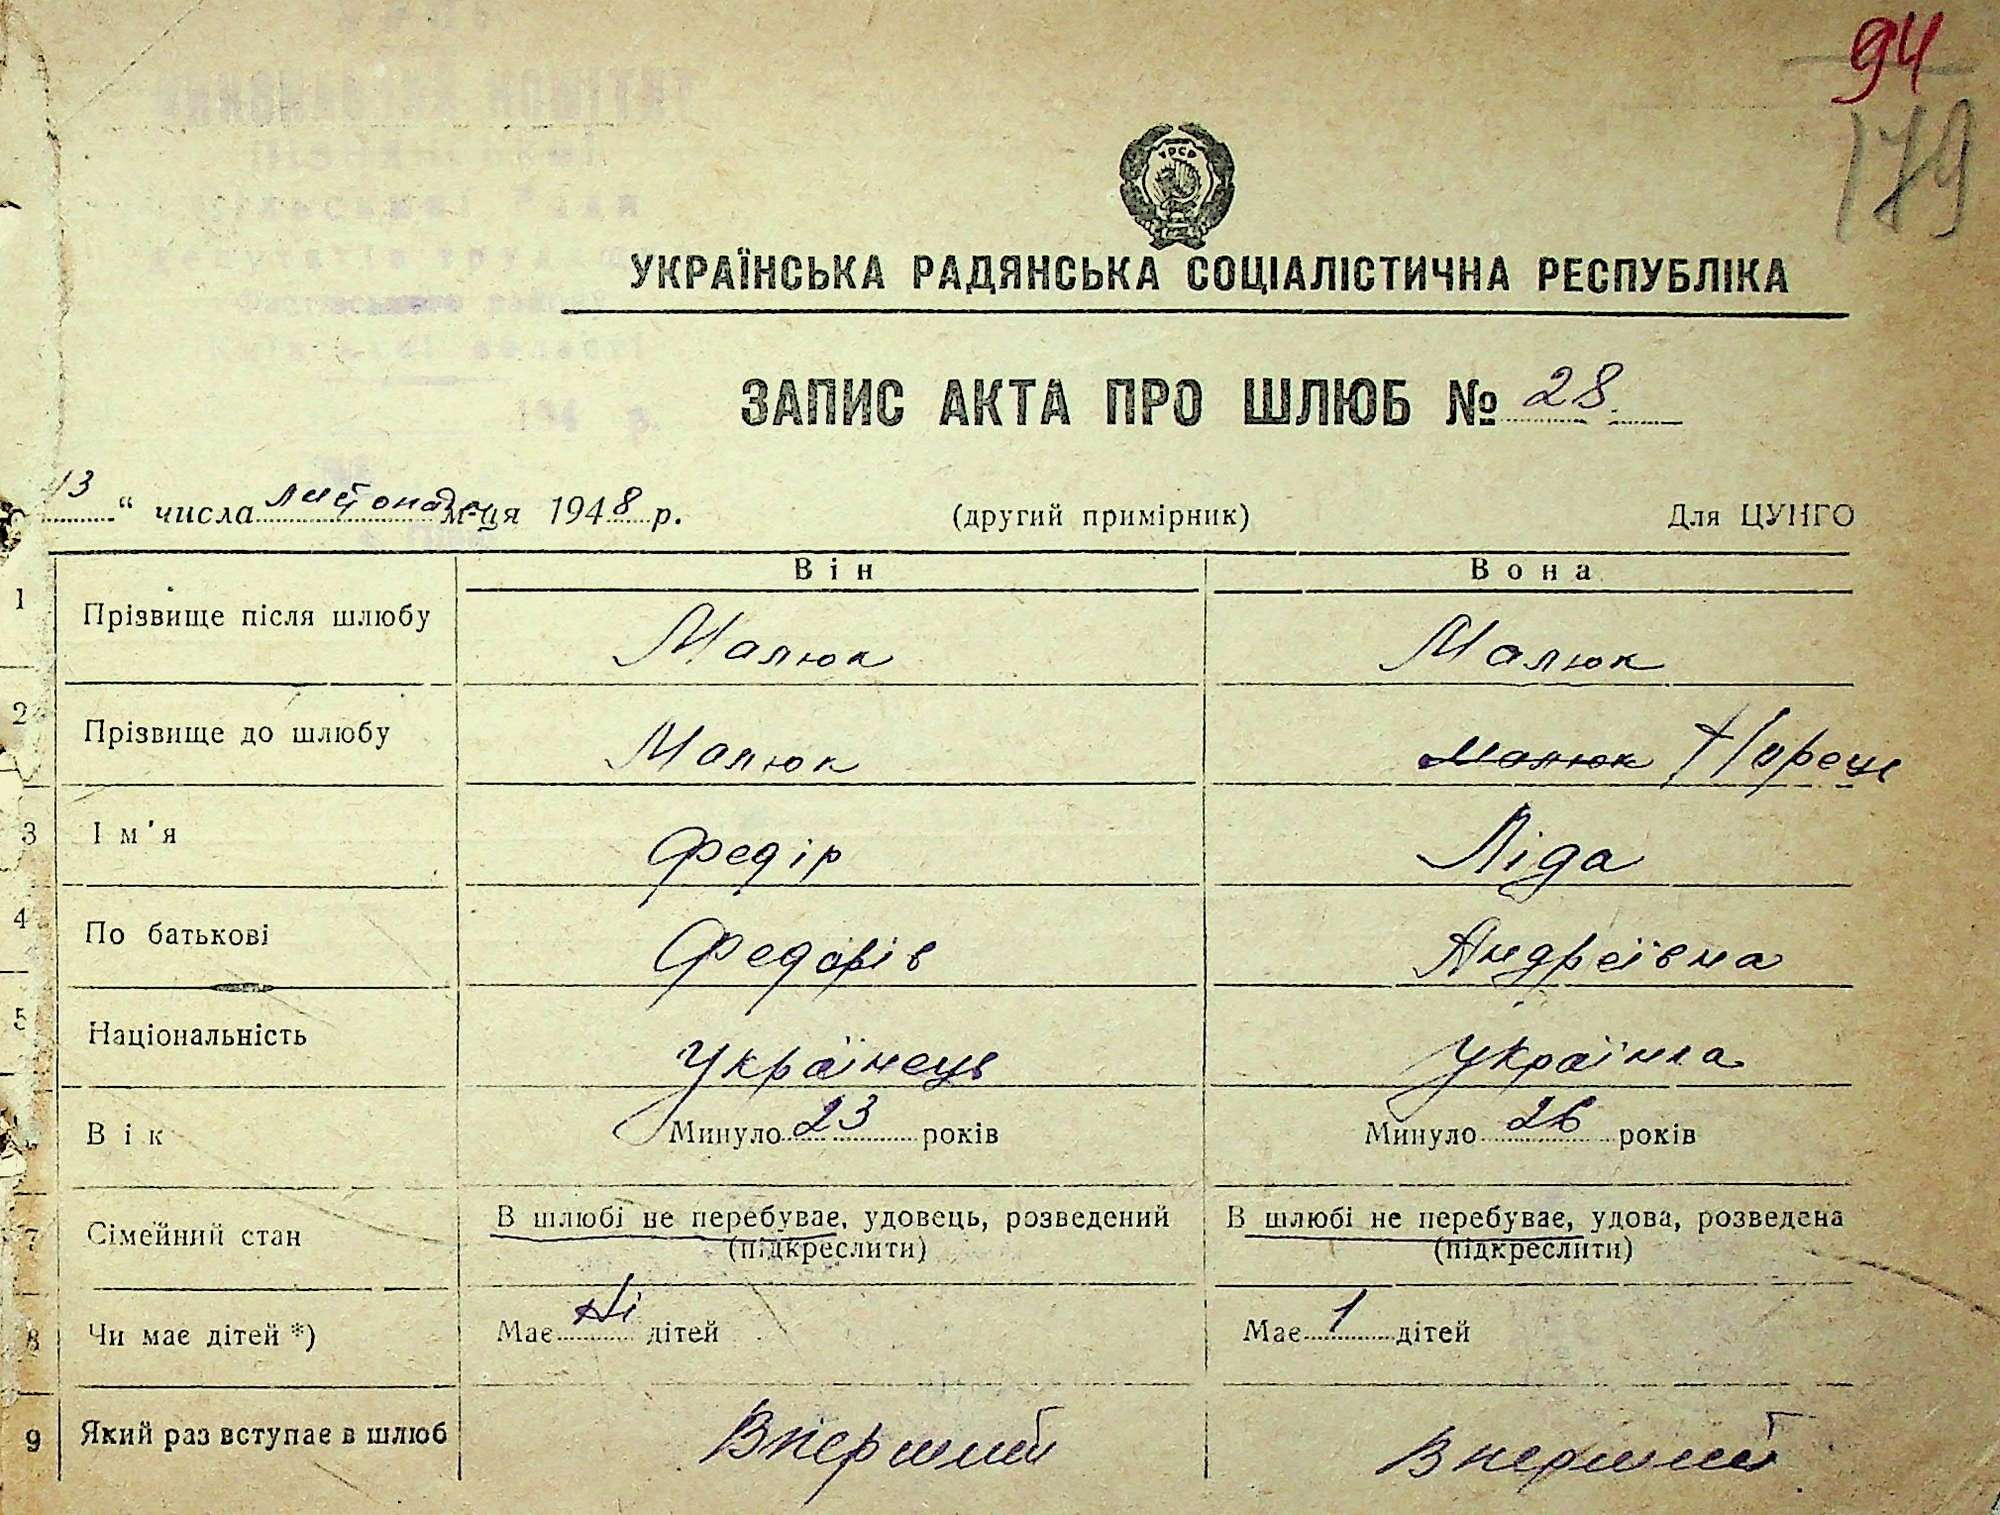 94
179
УРСР
УКРАЇНСЬКА РАДЯНСЬКА СОЦІАЛІСТИЧНА РЕСПУБЛІКА
ЗАПИС АКТА ПРО ШЛЮБ № 28
13 “ числа листопада м-ця 1948 р. (другий примірник) Для ЦУНГО
Він Вона
1 Прізвище після шлюбу Малюк Малюк
2 Прізвище до шлюбу Малюк Малюк
3 Ім'я Федір Ліда
4 По батькові Федорів Андреївна
5 Національність Українець Українка
Вік Минуло 23 років Минуло 26 років
7 Сімейний стан В шлюбі не перебуває, удовець, розведений В шлюбі не перебуває, удова, розведена
(підкреслити) (підкреслити)
8 Чи має дітей *) Має Ні дітей Має 1 дітей
9 Який раз вступає в шлюб Вперший Вперший